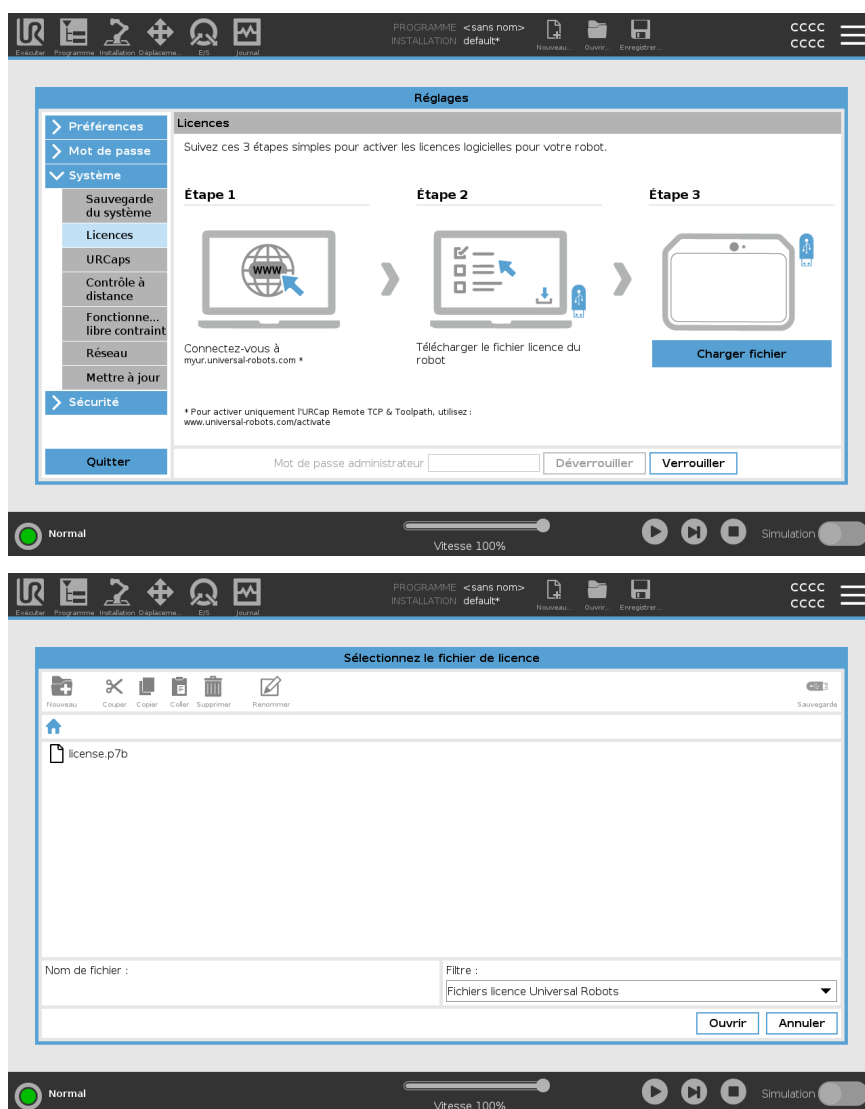 PROGRAMME <sans nom>
INSTALLATION default*
CCCC
CCCC
Exécuter Programme Installation Déplaceme... E/S Journal
Nouveau... Ouvrir... Enregistrer...
Réglages
Préférences
Mot de passe
Système
Sauvegarde
du système
Licences
URCaps
Contrôle à
distance
Fonctionne...
libre contraint
Réseau
Mettre à jour
Sécurité
Quitter
Licences
Suivez ces 3 étapes simples pour activer les licences logicielles pour votre robot.
Étape 1
WWW
Connectez-vous à
myur.universal-robots.com *
Étape 2
Télécharger le fichier licence du
robot
Étape 3
Charger fichier
* Pour activer uniquement l'URCap Remote TCP & Toolpath, utilisez :
www.universal-robots.com/activate
Mot de passe administrateur Déverrouiller Verrouiller
Normal
Vitesse 100%
Simulation
PROGRAMME <sans nom>
INSTALLATION default*
CCCC
CCCC
Exécuter Programme Installation Déplaceme... E/S Journal
Nouveau... Ouvrir... Enregistrer...
Sélectionnez le fichier de licence
Nouveau Couper Copier Coller Supprimer Renommer Sauvegarde
license.p7b
Nom de fichier :
Filtre :
Fichiers licence Universal Robots
Ouvrir Annuler
Normal
Vitesse 100%
Simulation